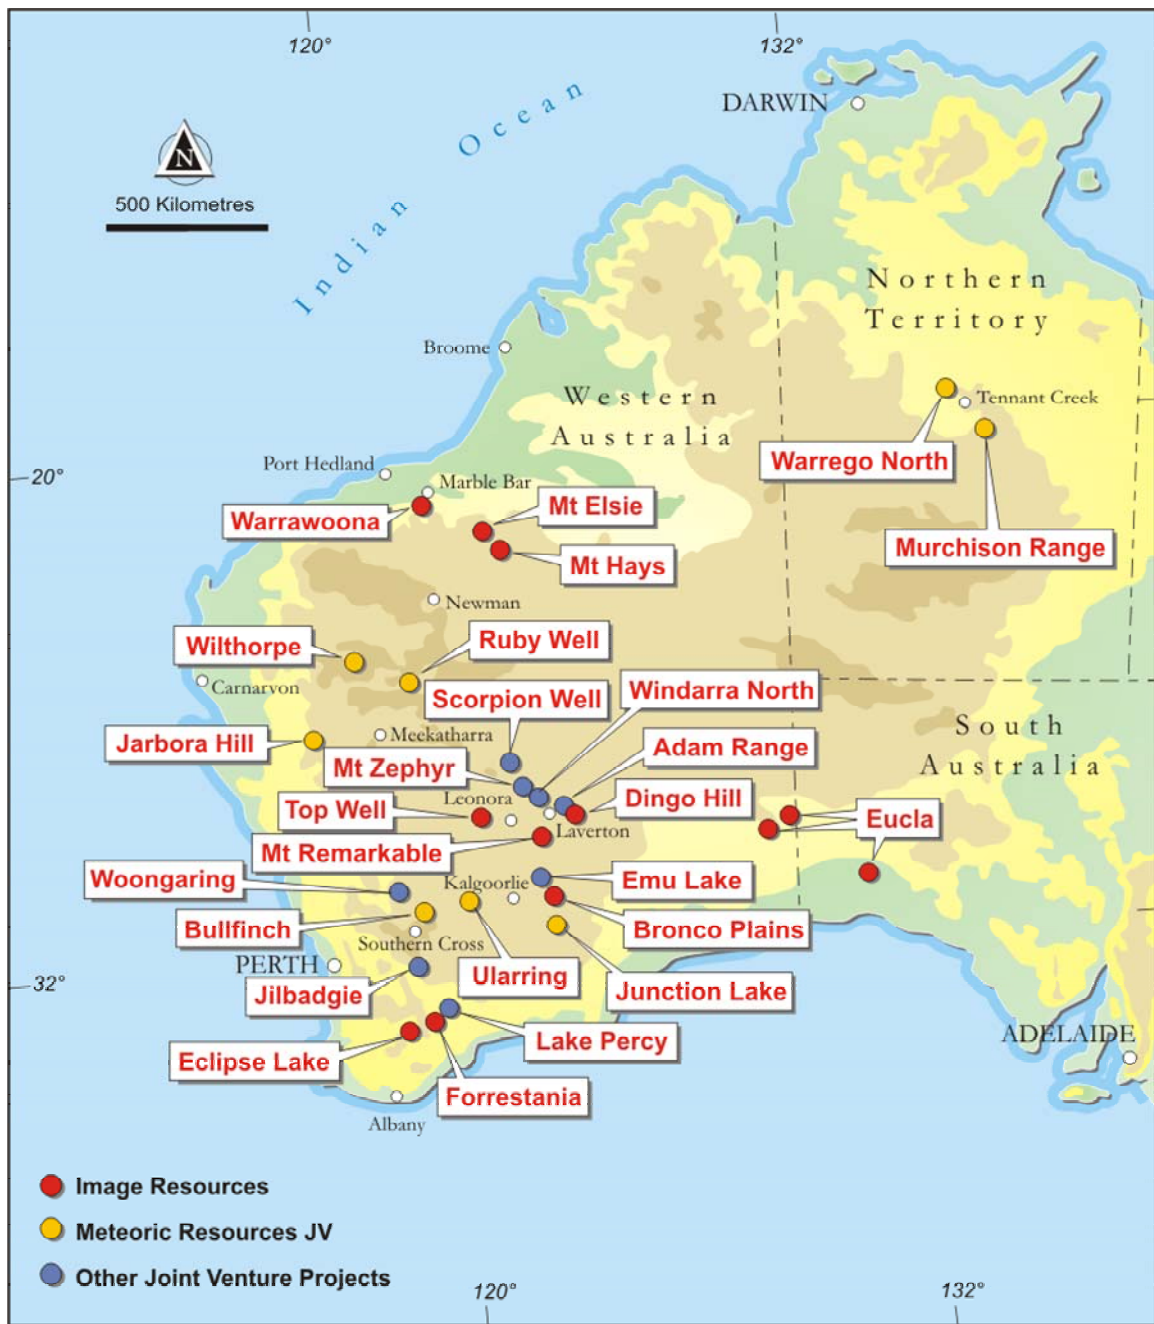 120°
132°
DARWIN
Indian Ocean
N
500 Kilometres
Northern
Territory
Broome
Western
Australia
Tennant Creek
Warrego North
Port Hedland
20°
Marble Bar
Warrawoona
Mt Elsie
Murchison Range
Mt Hays
Newman
Wilthorpe
Ruby Well
Carnarvon
Scorpion Well
Windarra North
South
Australia
Jarbora Hill
Meekatharra
Adam Range
Mt Zephyr
Leonora
Dingo Hill
Top Well
Eucla
Laverton
Mt Remarkable
Woongaring
Kalgoorlie
Emu Lake
Bullfinch
Bronco Plains
Southern Cross
PERTH
Ularring
32°
Jilbadgie
Junction Lake
ADELAIDE
Lake Percy
Eclipse Lake
Forrestania
Albany
Image Resources
Meteoric Resources JV
Other Joint Venture Projects
120°
132°